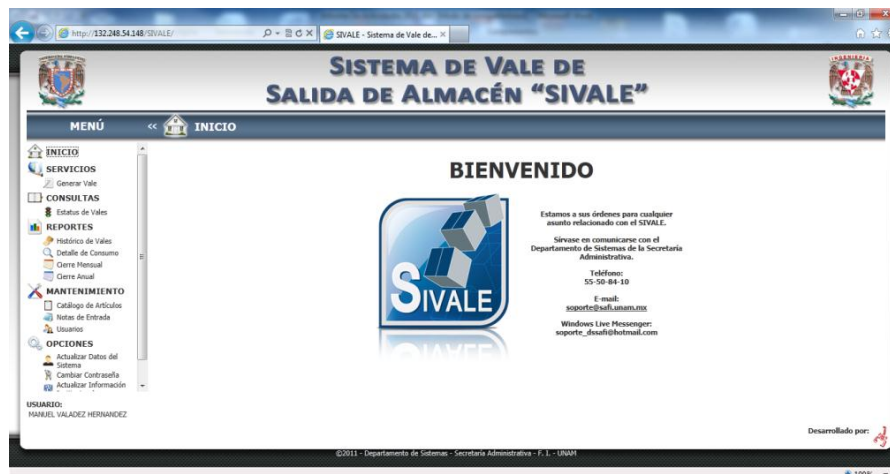 http://132.248.54.148/SIVALE/
SIVALE - Sistema de Vale de...
SISTEMA DE VALE DE
SALIDA DE ALMACÉN “SIVALE”
MENÚ
« INICIO
INICIO
SERVICIOS
Generar Vale
CONSULTAS
Estatus de Vales
REPORTES
Histórico de Vales
Detalle de Consumo
Cierre Mensual
Cierre Anual
MANTENIMIENTO
Catálogo de Artículos
Notas de Entrada
Usuarios
OPCIONES
Actualizar Datos del
Sistema
Cambiar Contraseña
Actualizar Información
USUARIO:
MANUEL VALADEZ HERNANDEZ
BIENVENIDO
SIVALE
Estamos a sus órdenes para cualquier
asunto relacionado con el SIVALE.
Sírvase en comunicarse con el
Departamento de Sistemas de la Secretaría
Administrativa.
Teléfono:
55-50-84-10
E-mail:
soporte@safi.unam.mx
Windows Live Messenger:
soporte_dssafi@hotmail.com
Desarrollado por:
©2011 - Departamento de Sistemas - Secretaría Administrativa - F. I. - UNAM
100%